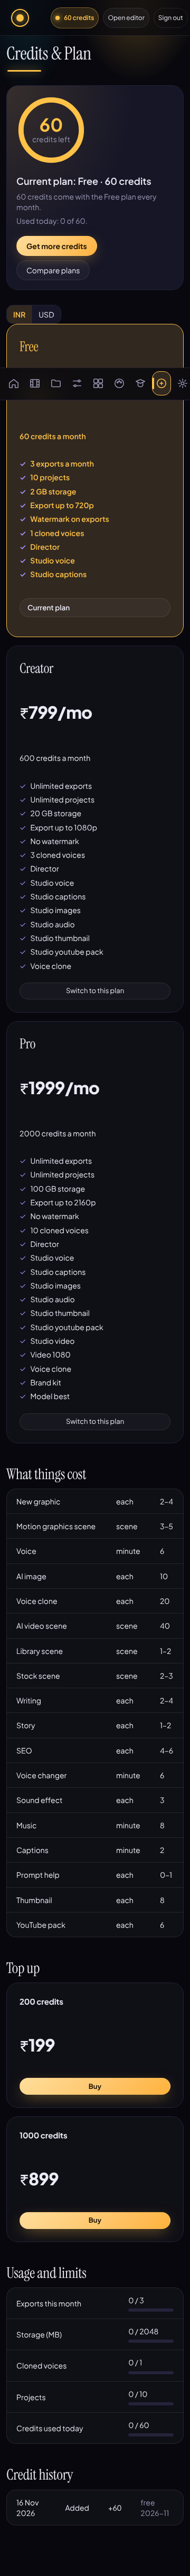 60 credits Open editor Sign out
Credits & Plan
60
credits left
Current plan: Free · 60 credits
60 credits come with the Free plan every
month.
Used today: 0 of 60.
Get more credits
Compare plans
INR USD
Free
60 credits a month
3 exports a month
10 projects
2 GB storage
Export up to 720p
Watermark on exports
1 cloned voices
Director
Studio voice
Studio captions
Current plan
Creator
₹799/mo
600 credits a month
Unlimited exports
Unlimited projects
20 GB storage
Export up to 1080p
No watermark
3 cloned voices
Director
Studio voice
Studio captions
Studio images
Studio audio
Studio thumbnail
Studio youtube pack
Voice clone
Switch to this plan
Pro
₹1999/mo
2000 credits a month
Unlimited exports
Unlimited projects
100 GB storage
Export up to 2160p
No watermark
10 cloned voices
Director
Studio voice
Studio captions
Studio images
Studio audio
Studio thumbnail
Studio youtube pack
Studio video
Video 1080
Voice clone
Brand kit
Model best
Switch to this plan
What things cost
New graphic each 2–4
Motion graphics scene scene 3–5
Voice minute 6
AI image each 10
Voice clone each 20
AI video scene scene 40
Library scene scene 1–2
Stock scene scene 2–3
Writing each 2–4
Story each 1–2
SEO each 4–6
Voice changer minute 6
Sound effect each 3
Music minute 8
Captions minute 2
Prompt help each 0–1
Thumbnail each 8
YouTube pack each 6
Top up
200 credits
₹199
Buy
1000 credits
₹899
Buy
Usage and limits
Exports this month 0 / 3
Storage (MB) 0 / 2048
Cloned voices 0 / 1
Projects 0 / 10
Credits used today 0 / 60
Credit history
16 Nov
2026 Added +60 free
2026-11